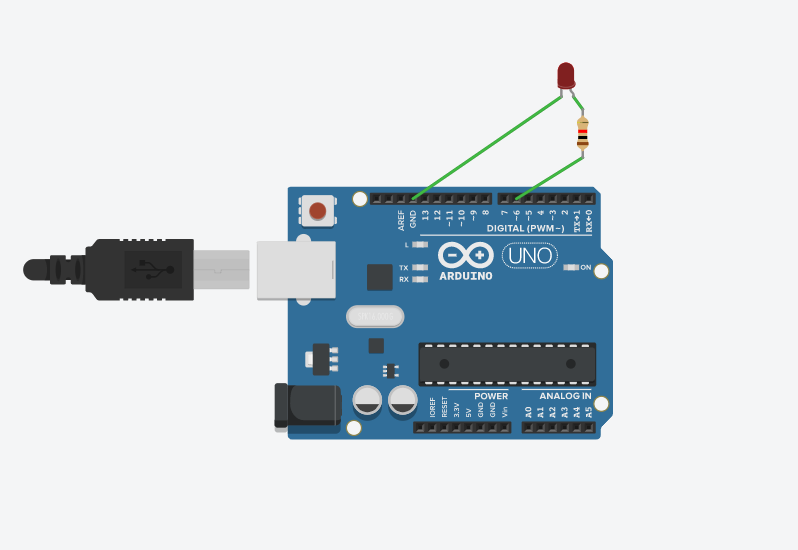 AREF
GND
13
12
~11
~10
~9
8
7
~6
~5
4
~3
2
TX→1
RX←0
DIGITAL (PWM~)
L
TX
RX
ARDUINO
UNO
ON
POWER
ANALOG IN
IOREF
RESET
3.3V
5V
GND
GND
Vin
A0
A1
A2
A3
A4
A5